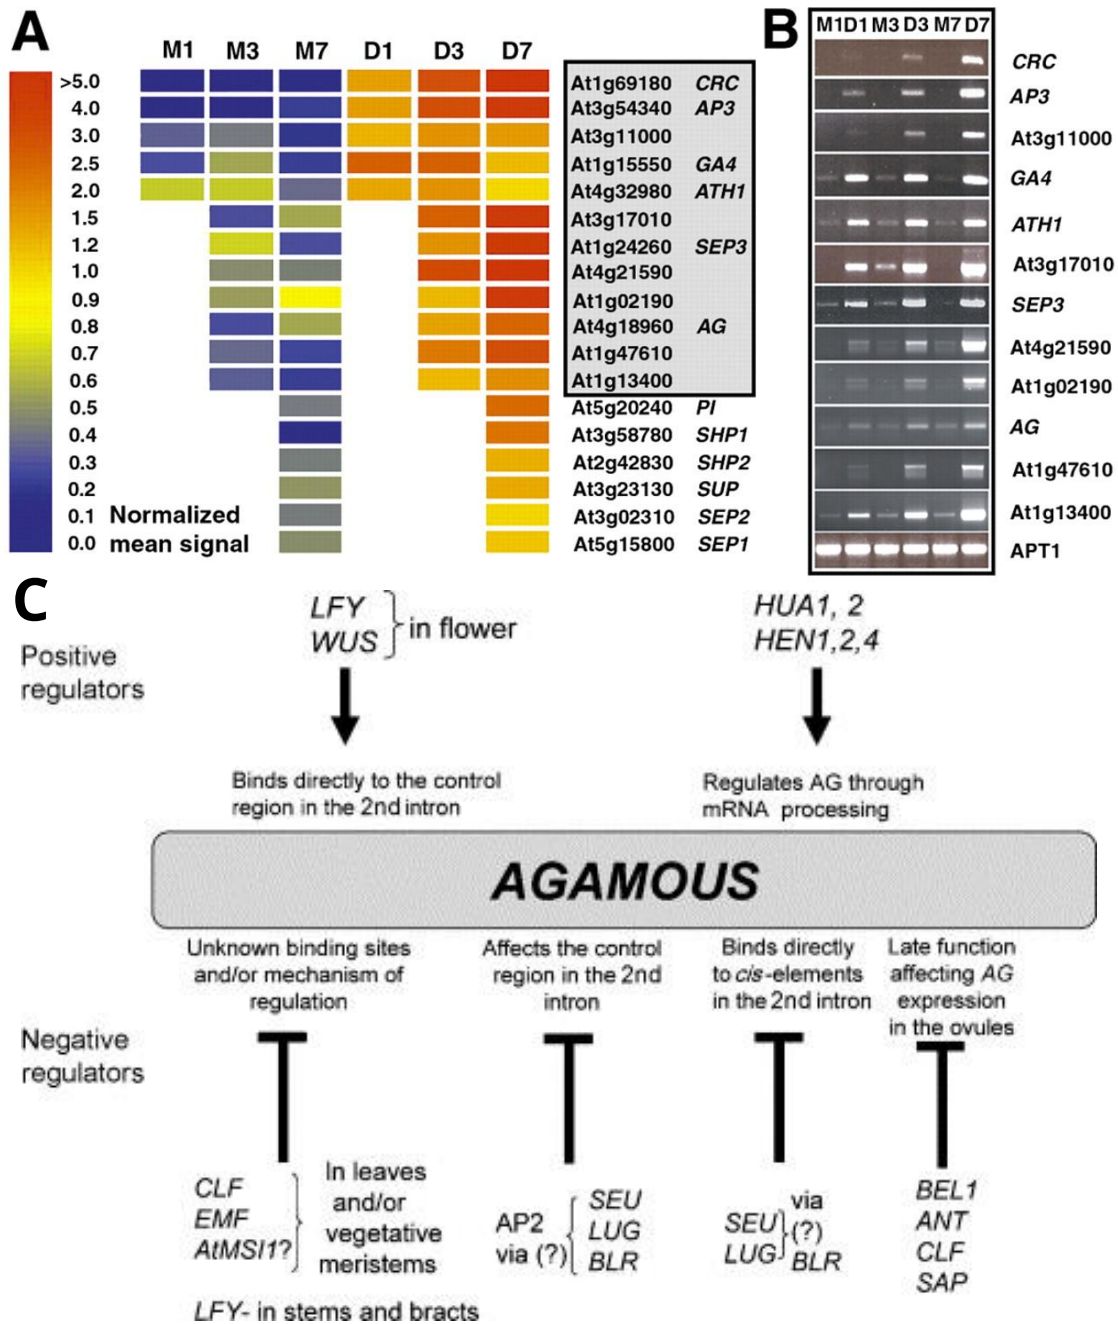 A
M1 M3 M7 D1 D3 D7
>5.0
4.0
3.0
2.5
2.0
1.5
1.2
1.0
0.9
0.8
0.7
0.6
0.5
0.4
0.3
0.2
0.1
0.0
Normalized
mean signal
At1g69180 CRC
At3g54340 AP3
At3g11000
At1g15550 GA4
At4g32980 ATH1
At3g17010
At1g24260 SEP3
At4g21590
At1g02190
At4g18960 AG
At1g47610
At1g13400
At5g20240 PI
At3g58780 SHP1
At2g42830 SHP2
At3g23130 SUP
At3g02310 SEP2
At5g15800 SEP1
B
M1 D1 M3 D3 M7 D7
CRC
AP3
At3g11000
GA4
ATH1
At3g17010
SEP3
At4g21590
At1g02190
AG
At1g47610
At1g13400
APT1
C
Positive
regulators
LFY
WUS
in flower
HUA1, 2
HEN1,2,4
Binds directly to the control
region in the 2nd intron
Regulates AG through
mRNA processing
AGAMOUS
Unknown binding sites
and/or mechanism of
regulation
Affects the control
region in the 2nd
intron
Binds directly
to cis-elements
in the 2nd intron
Late function
affecting AG
expression
in the ovules
Negative
regulators
CLF
EMF
AtMSI1?
In leaves
and/or
vegetative
meristems
LFY- in stems and bracts
AP2
via (?)
SEU
LUG
BLR
SEU
LUG
via
(?)
BLR
BEL1
ANT
CLF
SAP